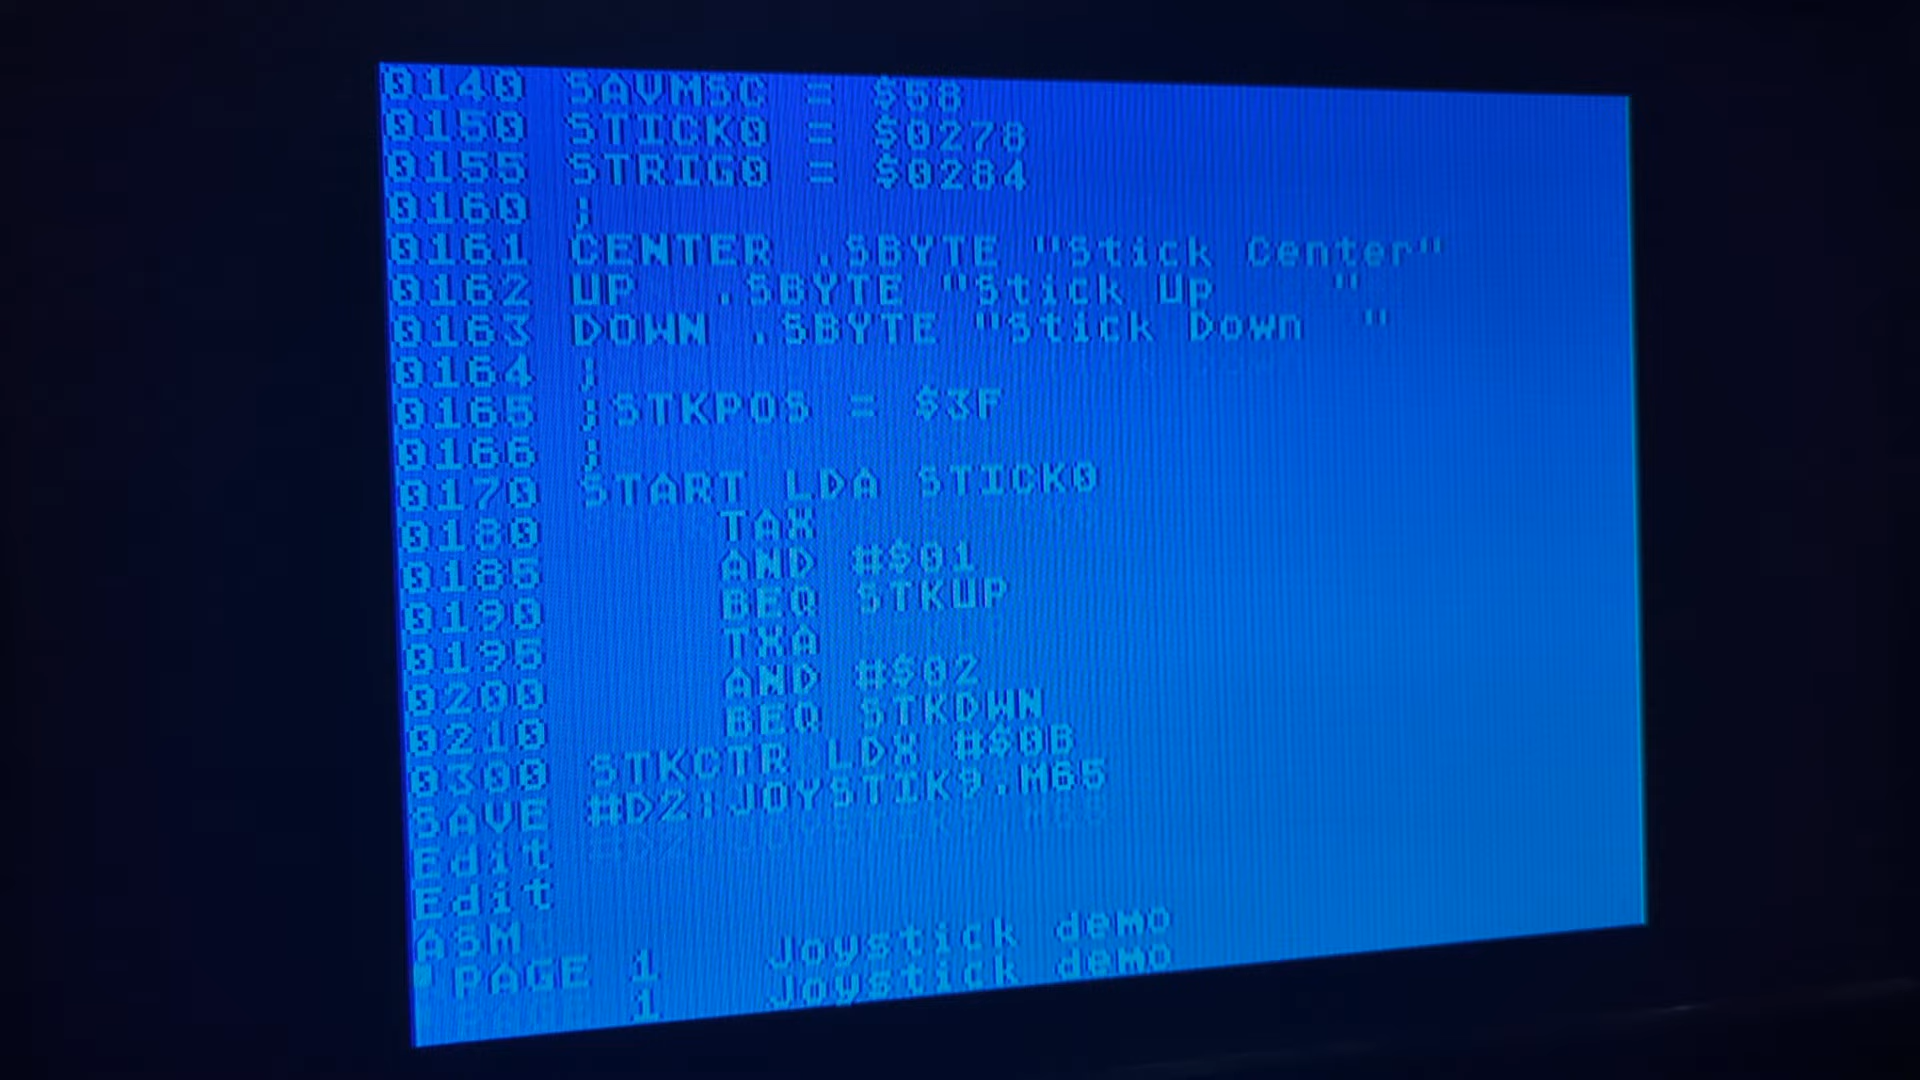 0140 SAVMSC = $58
0150 STICK0 = $0278
0155 STRIG0 = $0284
0160 ;
0161 CENTER .SBYTE "Stick Center"
0162 UP  .SBYTE "Stick Up    "
0163 DOWN .SBYTE "Stick Down  "
0164 ;
0165 ;STKPOS = $3F
0166 ;
0170 START LDA STICK0
0180     TAX
0185     AND #$01
0190     BEQ STKUP
0195     TXA
0200     AND #$02
0210     BEQ STKDWN
0300 STKCTR LDX #$0B
SAVE #D2:JOYSTIK9.M65
Edit
Edit
ASM
PAGE 1   Joystick demo
1   Joystick demo